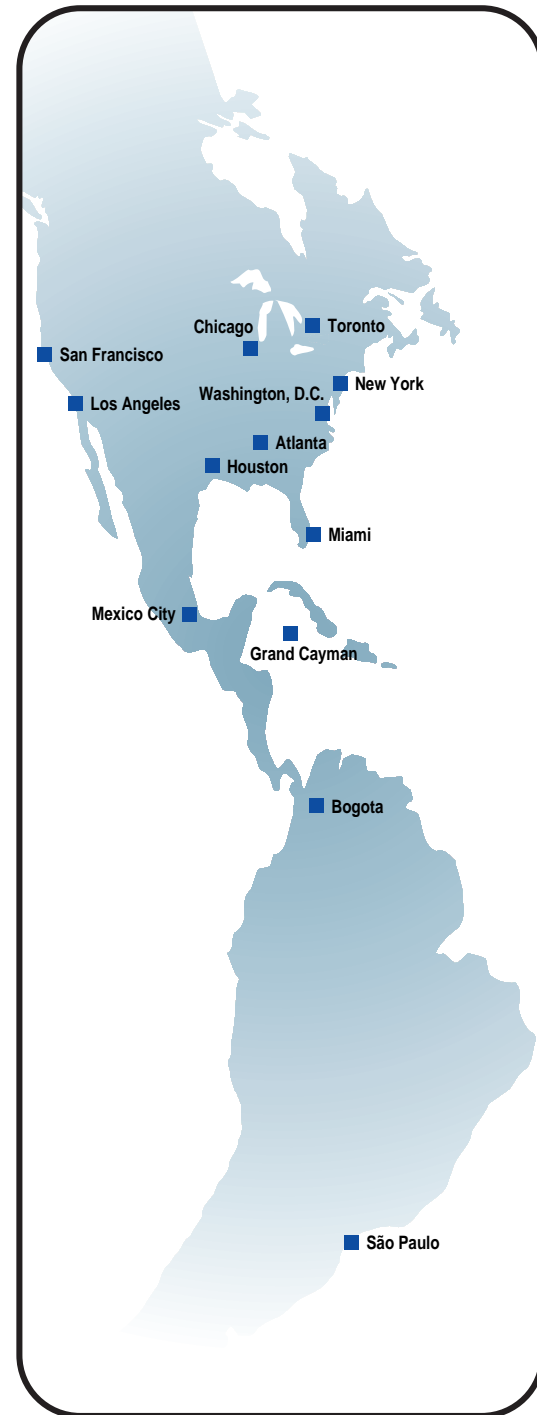 Chicago
Toronto
San Francisco
New York
Washington, D.C.
Los Angeles
Atlanta
Houston
Miami
Mexico City
Grand Cayman
Bogota
São Paulo